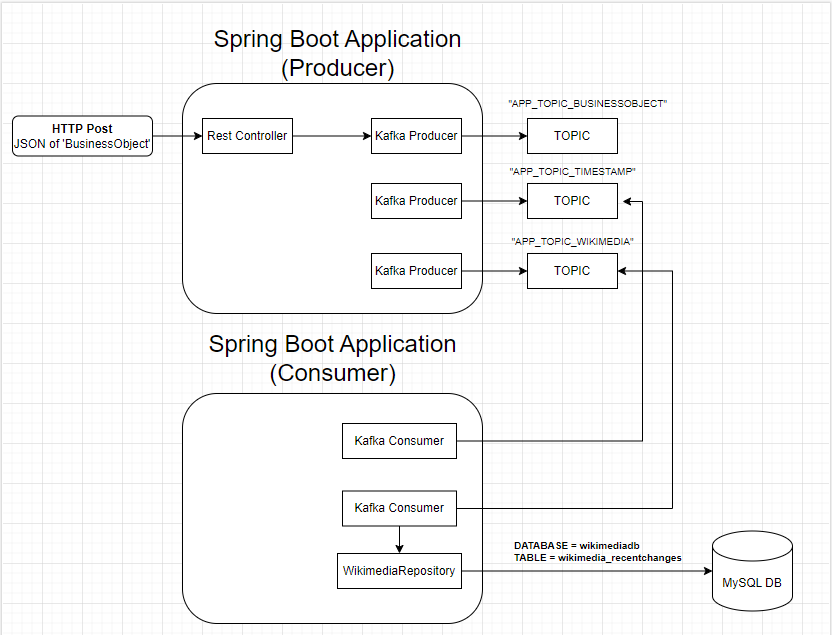 Spring Boot Application
(Producer)
"APP_TOPIC_BUSINESSOBJECT"
HTTP Post
JSON of 'BusinessObject'
Rest Controller
Kafka Producer
TOPIC
"APP_TOPIC_TIMESTAMP"
Kafka Producer
TOPIC
"APP_TOPIC_WIKIMEDIA"
Kafka Producer
TOPIC
Spring Boot Application
(Consumer)
Kafka Consumer
Kafka Consumer
DATABASE = wikimediadb
TABLE = wikimedia_recentchanges
WikimediaRepository
MySQL DB